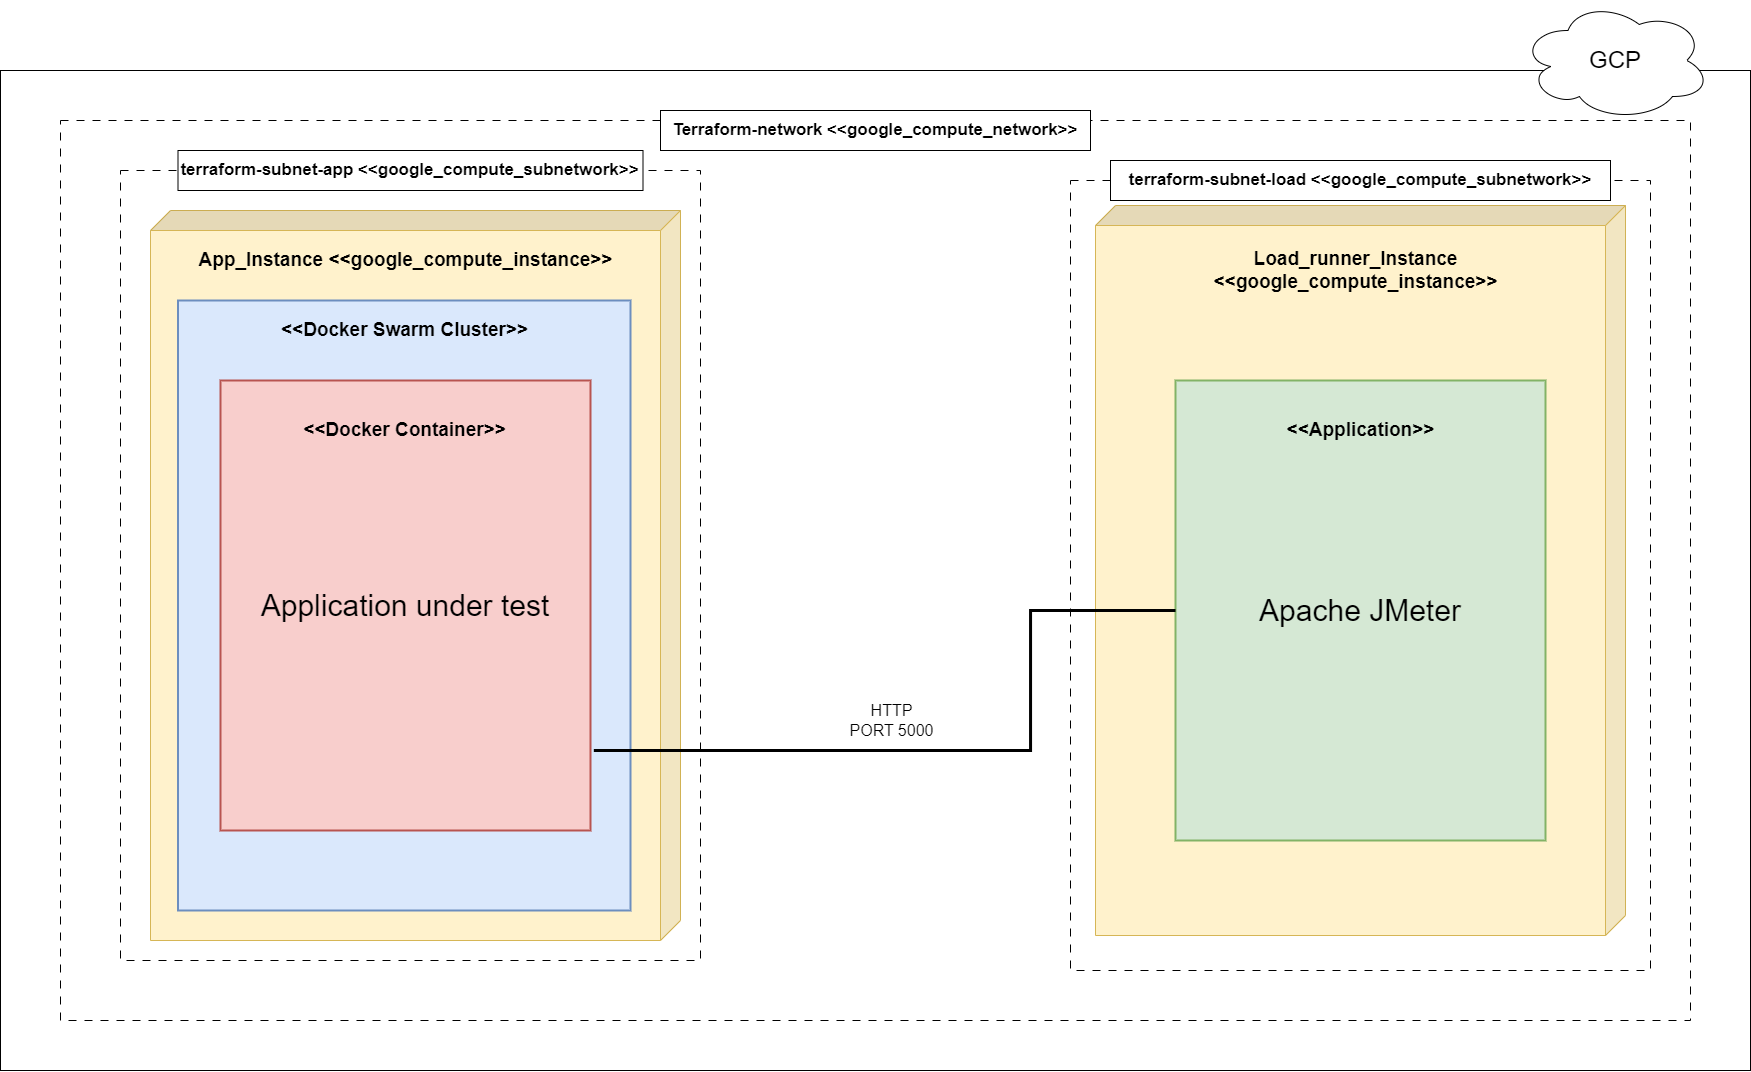 GCP
Terraform-network <<google_compute_network>>
terraform-subnet-app <<google_compute_subnetwork>>
terraform-subnet-load <<google_compute_subnetwork>>
App_Instance <<google_compute_instance>>
<<Docker Swarm Cluster>>
<<Docker Container>>
Application under test
Load_runner_Instance
<<google_compute_instance>>
<<Application>>
Apache JMeter
HTTP
PORT 5000